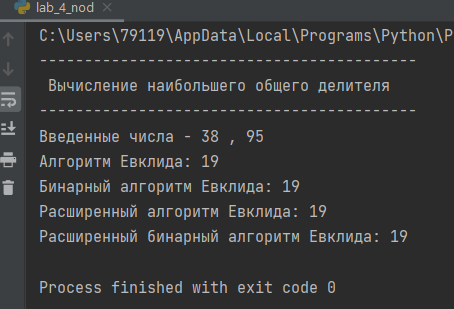 lab_4_nod
C:\Users\79119\AppData\Local\Programs\Python\P
------------------------------------------
Вычисление наибольшего общего делителя
------------------------------------------
Введенные числа - 38 , 95
Алгоритм Евклида: 19
Бинарный алгоритм Евклида: 19
Расширенный алгоритм Евклида: 19
Расширенный бинарный алгоритм Евклида: 19
Process finished with exit code 0